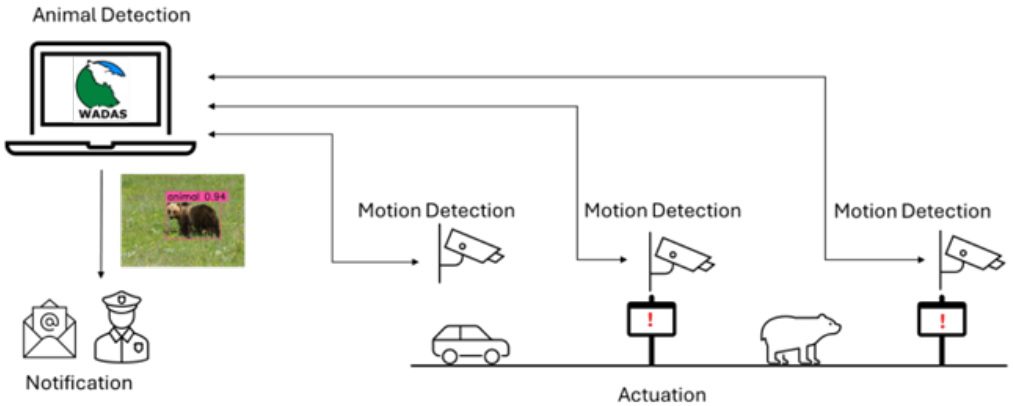 Animal Detection
WADAS
animal 0.94
Motion Detection
Motion Detection
Motion Detection
@
!
!
Notification
Actuation